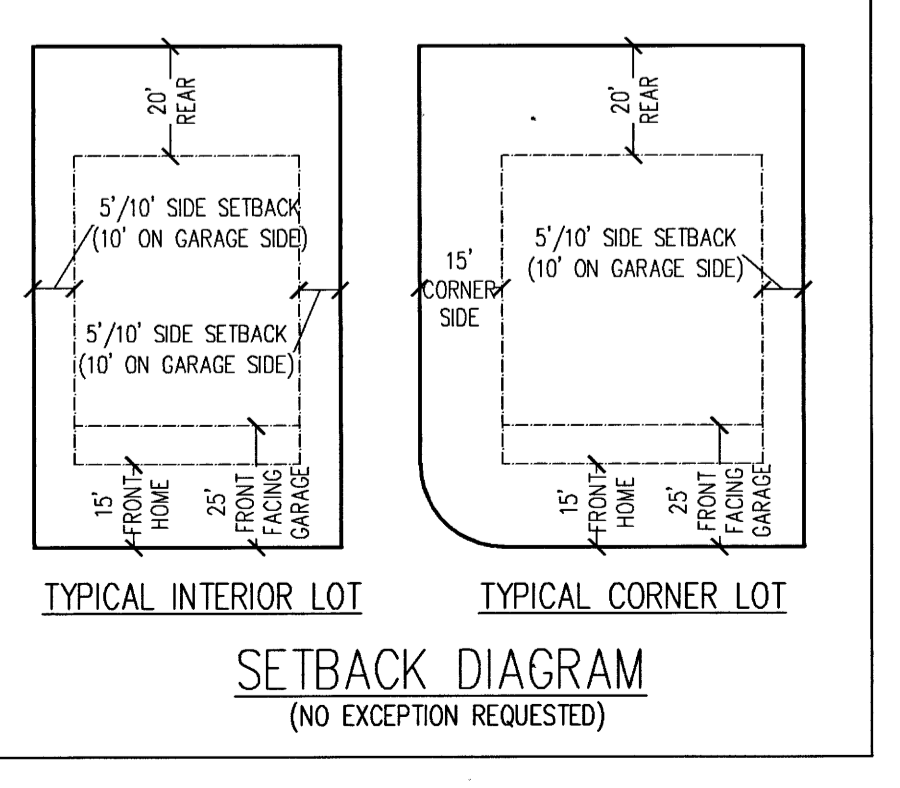 20'
REAR
5'/10' SIDE SETBACK
(10' ON GARAGE SIDE)
5'/10' SIDE SETBACK
(10' ON GARAGE SIDE)
15'
FRONT
HOME
25'
FRONT
FACING
GARAGE
TYPICAL INTERIOR LOT
20'
REAR
5'/10' SIDE SETBACK
(10' ON GARAGE SIDE)
15'
CORNER
SIDE
15'
FRONT
HOME
25'
FRONT
FACING
GARAGE
TYPICAL CORNER LOT
SETBACK DIAGRAM
(NO EXCEPTION REQUESTED)